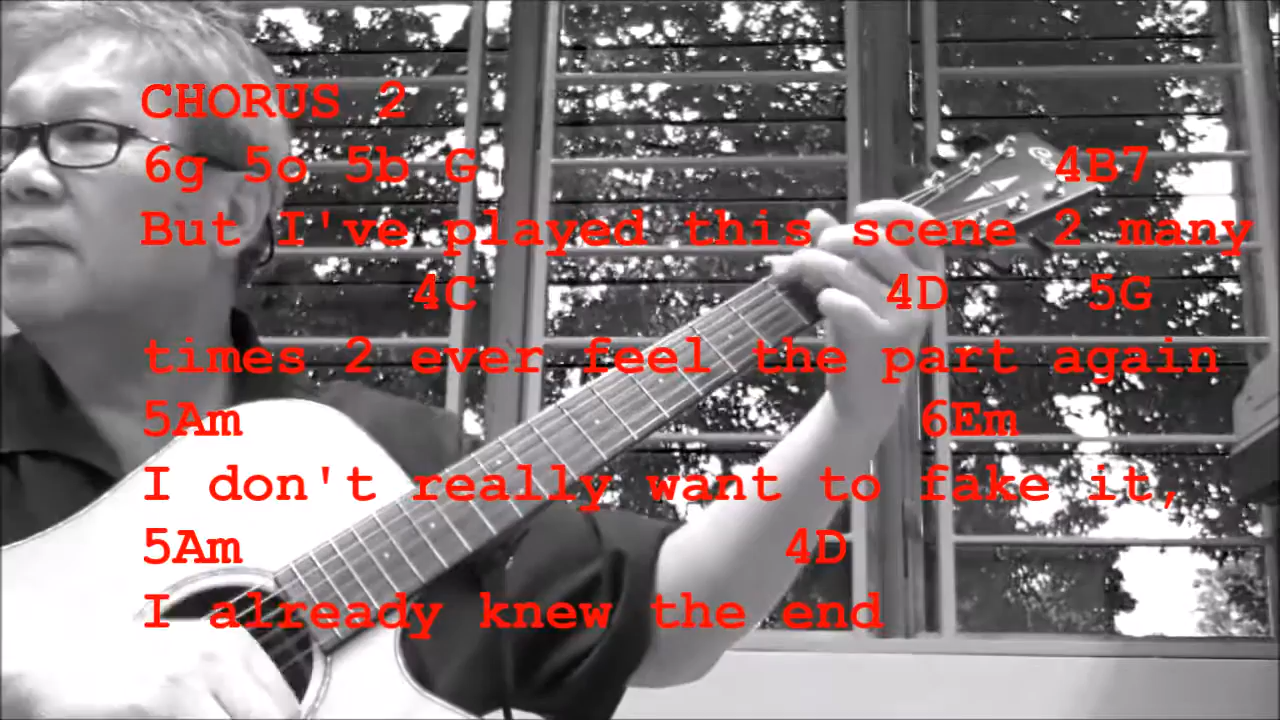 CHORUS 2
6g 5o 5b G 4B7
But I've played this scene 2 many
4C 4D 5G
times 2 ever feel the part again
5Am 6Em
I don't really want to fake it,
5Am 4D
I already knew the end